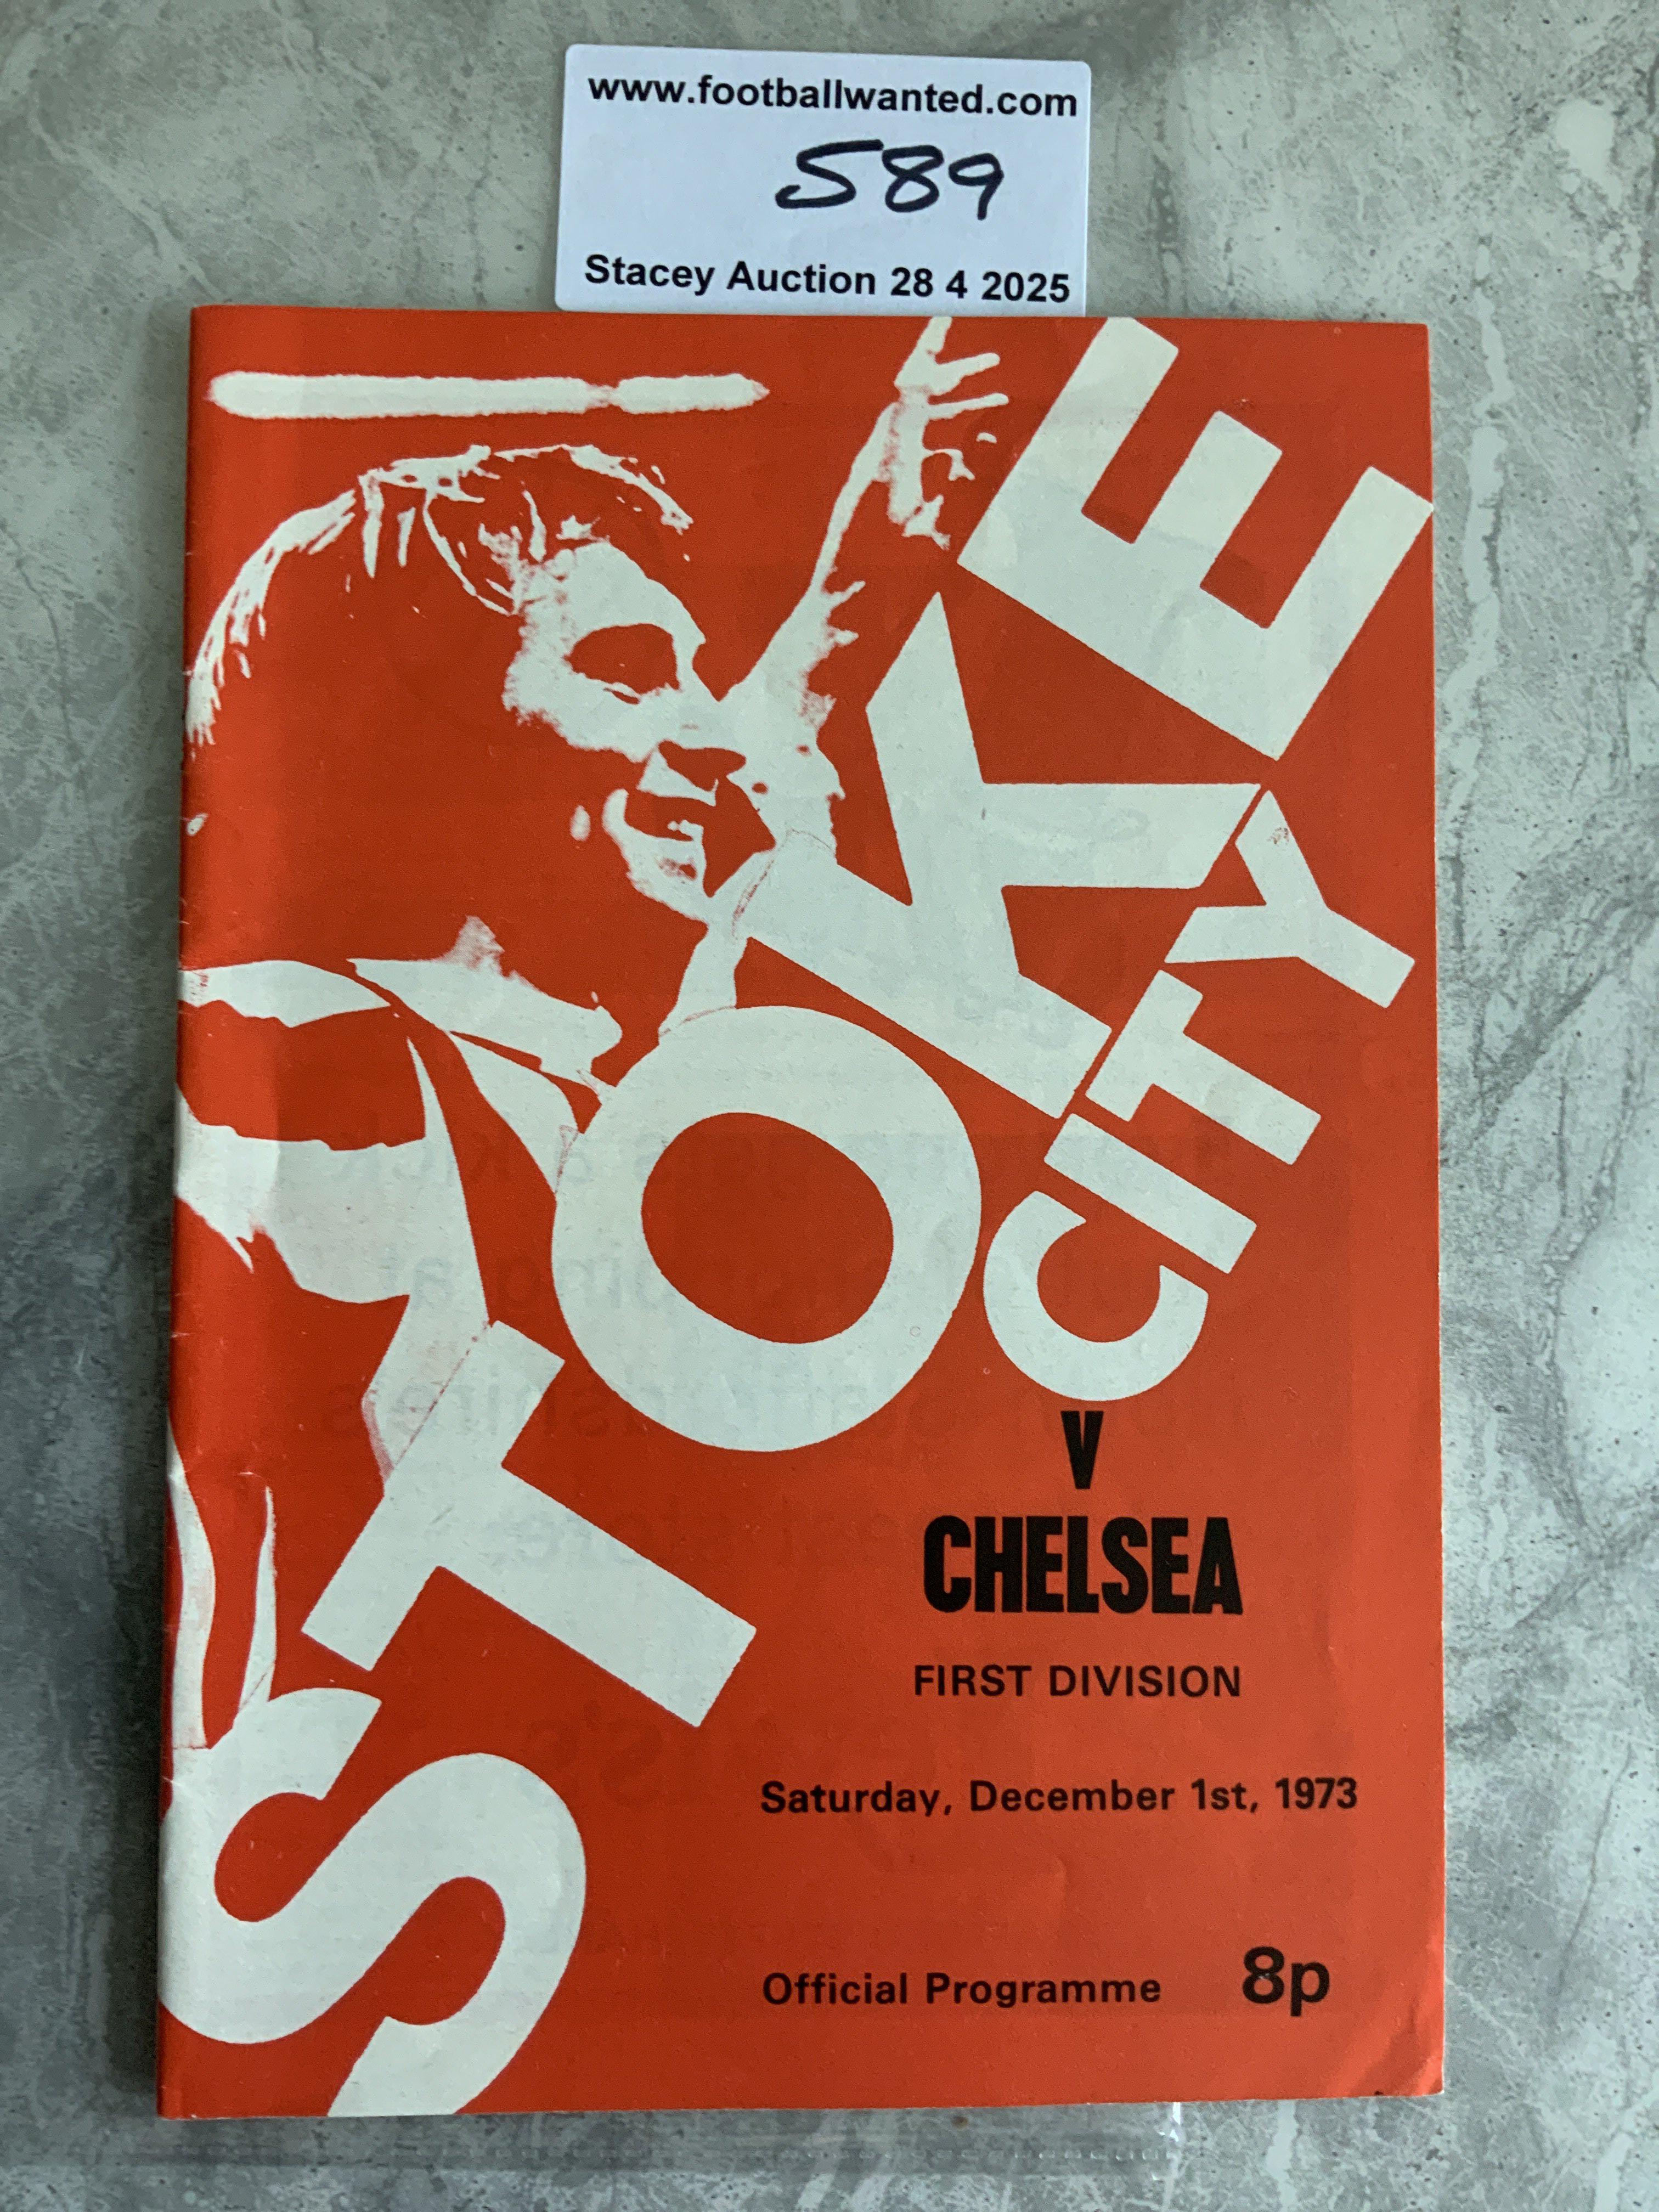 www.footballwanted.com
589
Stacey Auction 28 4 2025
STOKE
CITY
V
CHELSEA
FIRST DIVISION
Saturday, December 1st, 1973
Official Programme 8p